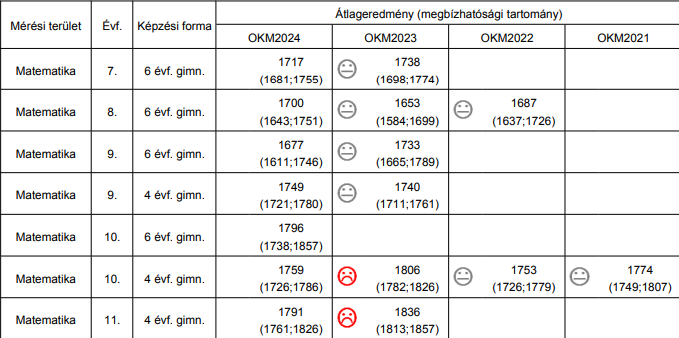 Mérési terület Évf. Képzési forma Átlageredmény (megbízhatósági tartomány)
OKM2024 OKM2023 OKM2022 OKM2021
Matematika 7. 6 évf. gimn. 1717 1738
(1681;1755) (1698;1774)
Matematika 8. 6 évf. gimn. 1700 1653 1687
(1643;1751) (1584;1699) (1637;1726)
Matematika 9. 6 évf. gimn. 1677 1733
(1611;1746) (1665;1789)
Matematika 9. 4 évf. gimn. 1749 1740
(1721;1780) (1711;1761)
Matematika 10. 6 évf. gimn. 1796
(1738;1857)
Matematika 10. 4 évf. gimn. 1759 1806 1753 1774
(1726;1786) (1782;1826) (1726;1779) (1749;1807)
Matematika 11. 4 évf. gimn. 1791 1836
(1761;1826) (1813;1857)